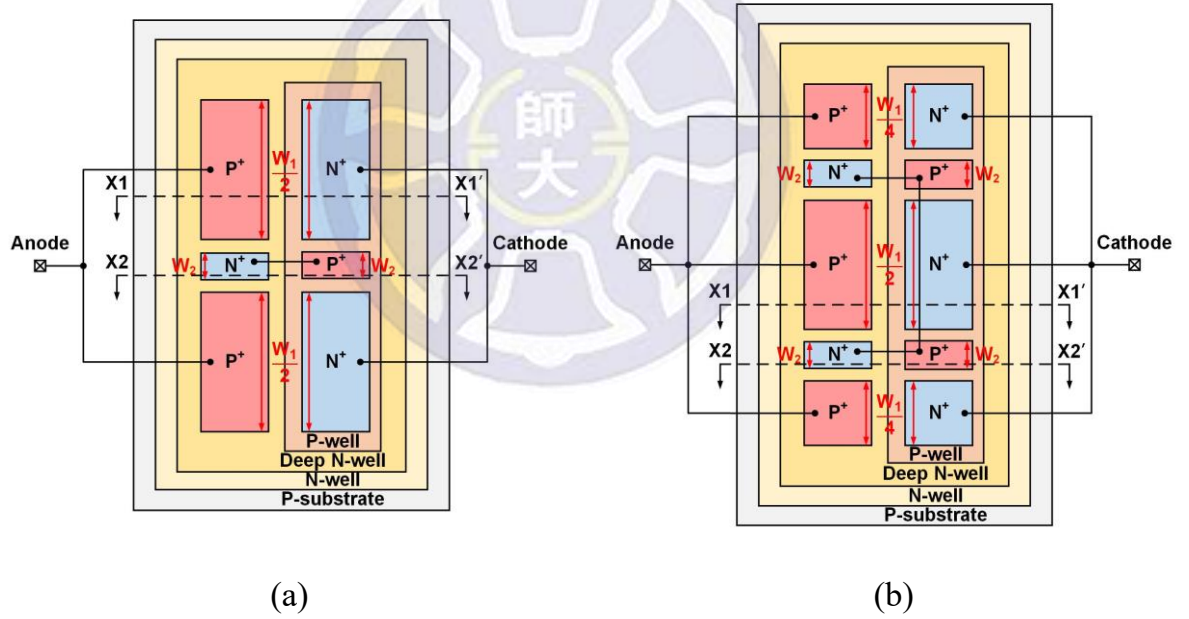 師
大
P+
W1/2
N+
X1
X1′
Anode
Cathode
X2
W2
N+
P+
W2
X2′
P+
W1/2
N+
P-well
Deep N-well
N-well
P-substrate
(a)
P+
W1/4
N+
W2
N+
P+
W2
Anode
Cathode
P+
W1/2
N+
X1
X1′
X2
W2
N+
P+
W2
X2′
P+
W1/4
N+
P-well
Deep N-well
N-well
P-substrate
(b)